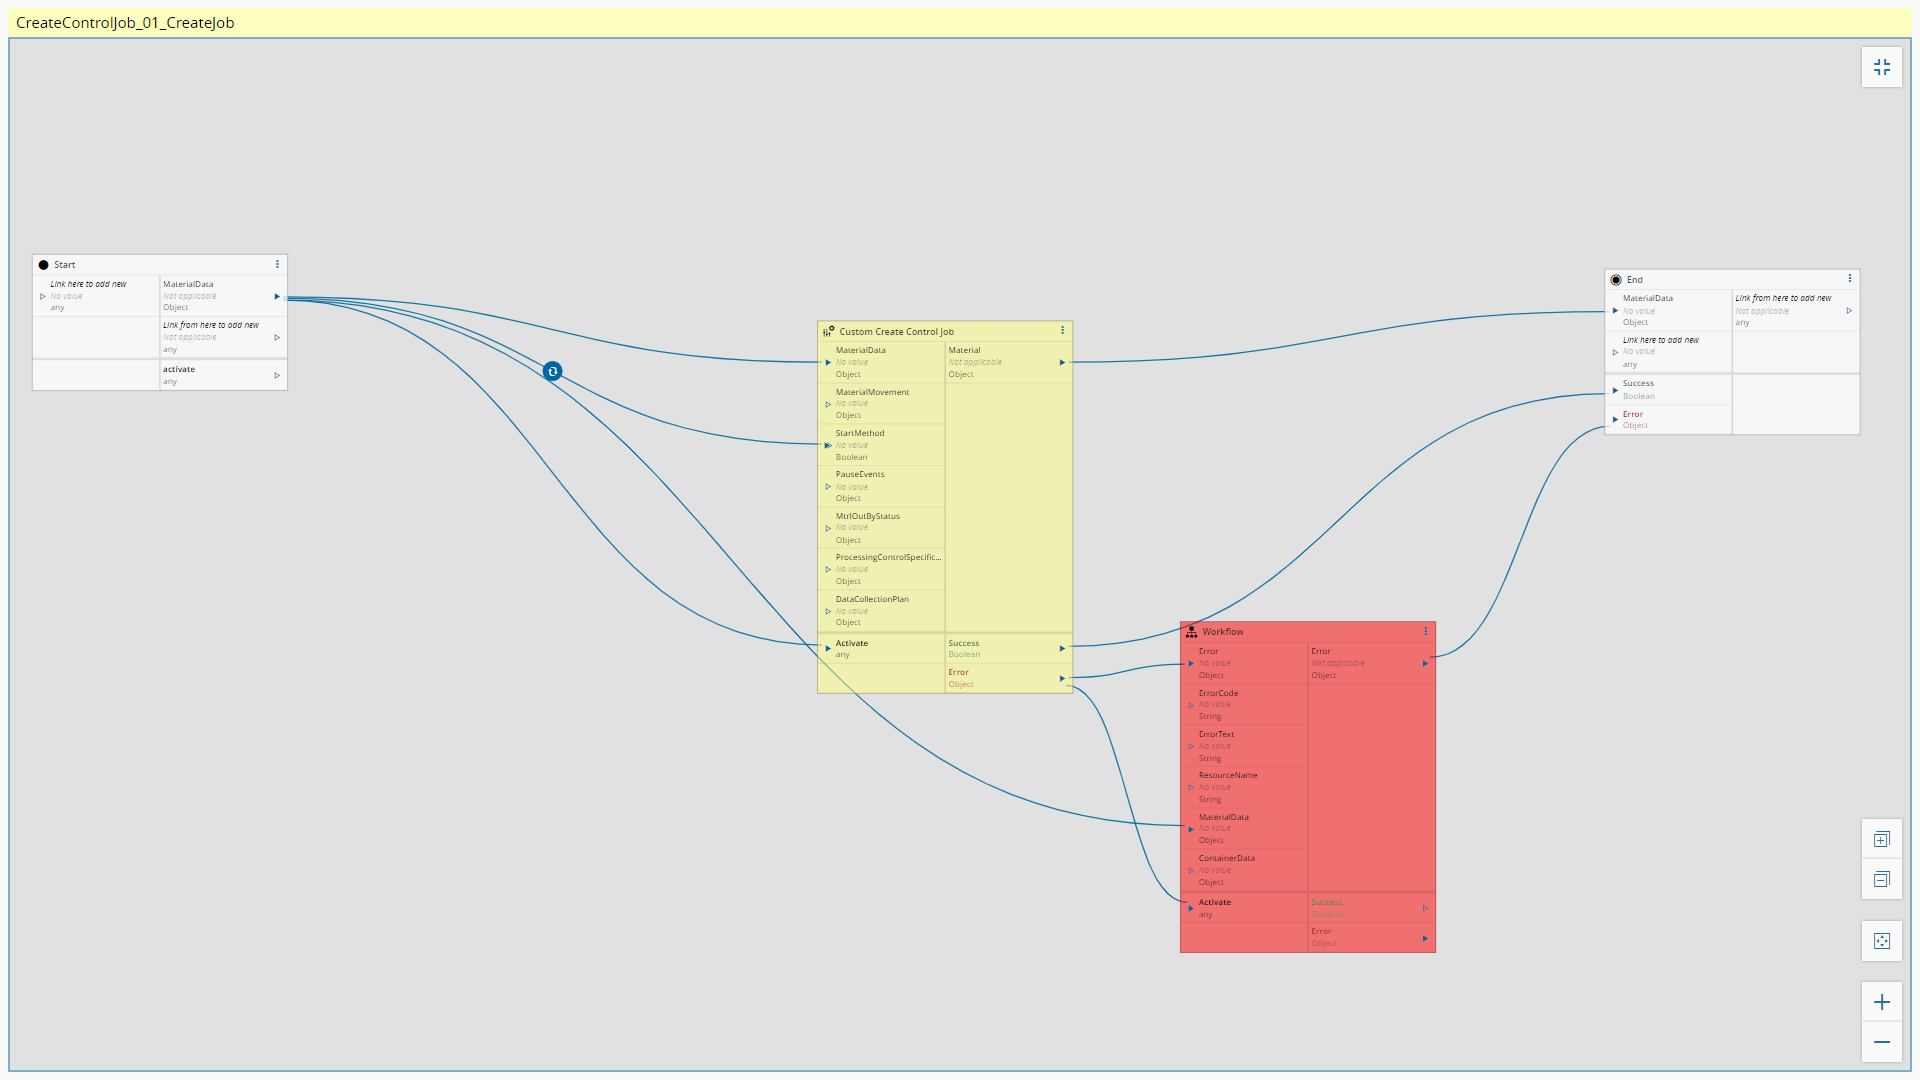 CreateControlJob_01_CreateJob
Start
Link here to add new
No value
any
MaterialData
Not applicable
Object
Link from here to add new
Not applicable
any
activate
any
Custom Create Control Job
MaterialData
No value
Object
MaterialMovement
No value
Object
StartMethod
No value
Boolean
PauseEvents
No value
Object
MtrlOutByStatus
No value
Object
ProcessingControlSpecific...
No value
Object
DataCollectionPlan
No value
Object
Activate
any
Material
Not applicable
Object
Success
Boolean
Error
Object
Workflow
Error
No value
Object
ErrorCode
No value
String
ErrorText
No value
String
ResourceName
No value
String
MaterialData
No value
Object
ContainerData
No value
Object
Activate
any
Error
Not applicable
Object
Success
Boolean
Error
Object
End
MaterialData
No value
Object
Link here to add new
No value
any
Success
Boolean
Error
Object
Link from here to add new
Not applicable
any